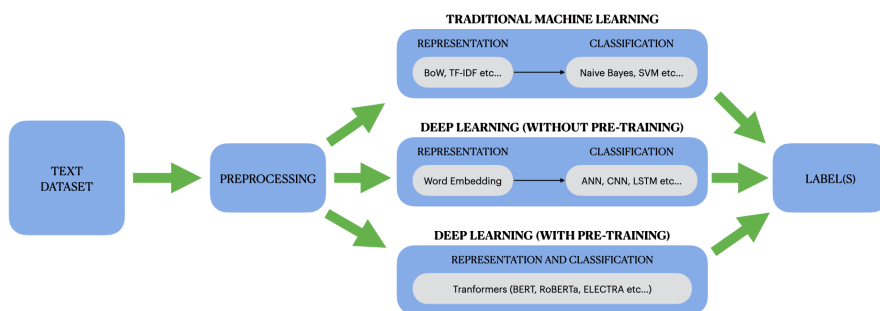 TRADITIONAL MACHINE LEARNING
REPRESENTATION
CLASSIFICATION
BoW, TF-IDF etc...
Naive Bayes, SVM etc...
TEXT
DATASET
PREPROCESSING
DEEP LEARNING (WITHOUT PRE-TRAINING)
REPRESENTATION
CLASSIFICATION
Word Embedding
ANN, CNN, LSTM etc...
LABEL(S)
DEEP LEARNING (WITH PRE-TRAINING)
REPRESENTATION AND CLASSIFICATION
Tranformers (BERT, RoBERTa, ELECTRA etc...)